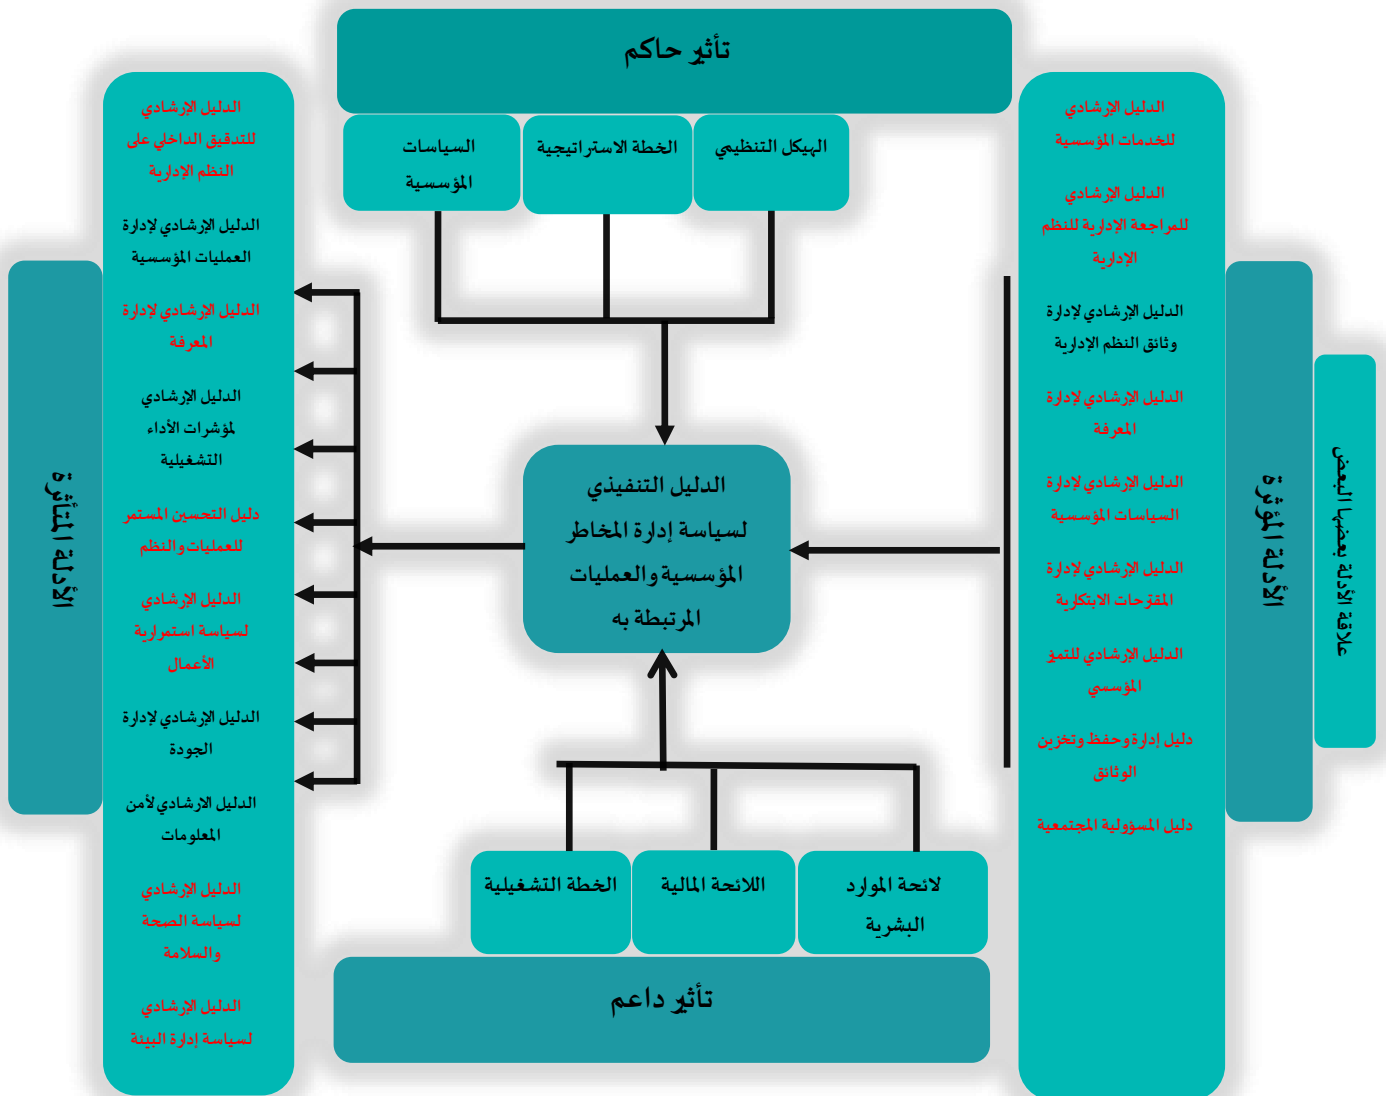 تأثير حاكم
الهيكل التنظيمي
الخطة الاستراتيجية
السياسات
المؤسسية
علاقة الأدلة بعضها البعض
الأدلة المؤثرة
الدليل الإرشادي
للخدمات المؤسسية
الدليل الإرشادي
للمراجعة الإدارية للنظم
الإدارية
الدليل الإرشادي لإدارة
وثائق النظم الإدارية
الدليل الإرشادي لإدارة
المعرفة
الدليل الإرشادي لإدارة
السياسات المؤسسية
الدليل الإرشادي لإدارة
المقترحات الابتكارية
الدليل الإرشادي للتميز
المؤسسي
دليل إدارة وحفظ وتخزين
الوثائق
دليل المسؤولية المجتمعية
الدليل التنفيذي
لسياسة إدارة المخاطر
المؤسسية والعمليات
المرتبطة به
الدليل الإرشادي
للتدقيق الداخلي على
النظم الإدارية
الدليل الإرشادي لإدارة
العمليات المؤسسية
الدليل الإرشادي لإدارة
المعرفة
الدليل الإرشادي
لمؤشرات الأداء
التشغيلية
دليل التحسين المستمر
للعمليات والنظم
الدليل الإرشادي
لسياسة استمرارية
الأعمال
الدليل الإرشادي لإدارة
الجودة
الدليل الارشادي لأمن
المعلومات
الدليل الإرشادي
لسياسة الصحة
والسلامة
الدليل الإرشادي
لسياسة إدارة البيئة
الأدلة المتأثرة
لائحة الموارد
البشرية
اللائحة المالية
الخطة التشغيلية
تأثير داعم